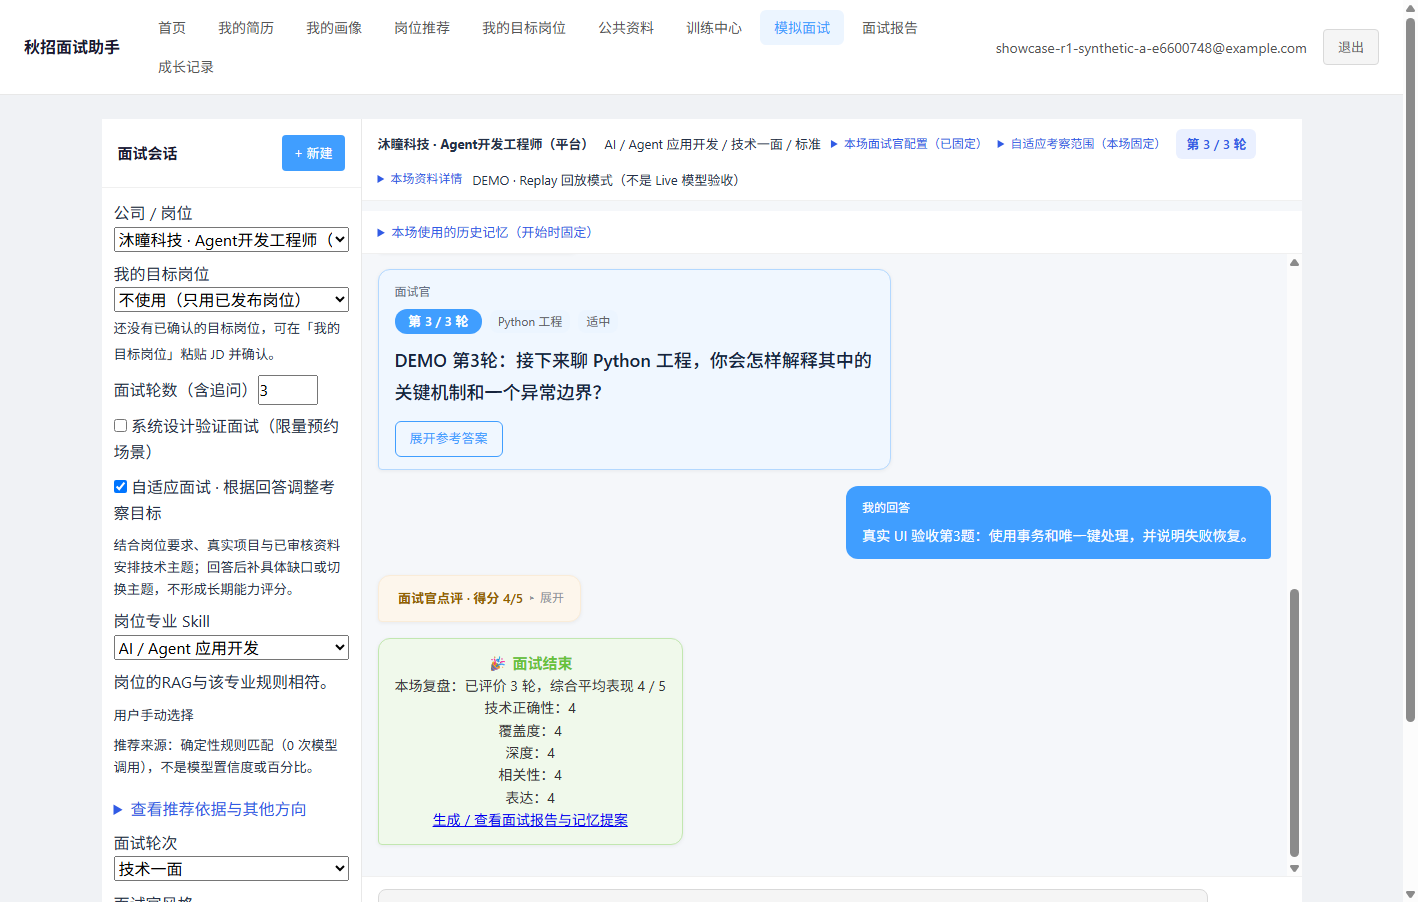 秋招面试助手
首页 我的简历 我的画像 岗位推荐 我的目标岗位 公共资料 训练中心 模拟面试 面试报告
成长记录
showcase-r1-synthetic-a-e6600748@example.com 退出
面试会话
+ 新建
公司 / 岗位
沐瞳科技 · Agent开发工程师（
我的目标岗位
不使用（只用已发布岗位）
还没有已确认的目标岗位，可在「我的
目标岗位」粘贴 JD 并确认。
面试轮数（含追问） 3
系统设计验证面试（限量预约
场景）
自适应面试 · 根据回答调整考
察目标
结合岗位要求、真实项目与已审核资料
安排技术主题；回答后补具体缺口或切
换主题，不形成长期能力评分。
岗位专业 Skill
AI / Agent 应用开发
岗位的RAG与该专业规则相符。
用户手动选择
推荐来源：确定性规则匹配（0 次模型
调用），不是模型置信度或百分比。
▶ 查看推荐依据与其他方向
面试轮次
技术一面
面试官风格
沐瞳科技 · Agent开发工程师（平台） AI / Agent 应用开发 / 技术一面 / 标准 ▶ 本场面试官配置（已固定） ▶ 自适应考察范围（本场固定） 第 3 / 3 轮
▶ 本场资料详情 DEMO · Replay 回放模式（不是 Live 模型验收）
▶ 本场使用的历史记忆（开始时固定）
面试官
第 3 / 3 轮 Python 工程 适中
DEMO 第3轮：接下来聊 Python 工程，你会怎样解释其中的
关键机制和一个异常边界？
展开参考答案
我的回答
真实 UI 验收第3题：使用事务和唯一键处理，并说明失败恢复。
面试官点评 · 得分 4/5 ▸ 展开
🎉 面试结束
本场复盘：已评价 3 轮，综合平均表现 4 / 5
技术正确性：4
覆盖度：4
深度：4
相关性：4
表达：4
生成 / 查看面试报告与记忆提案